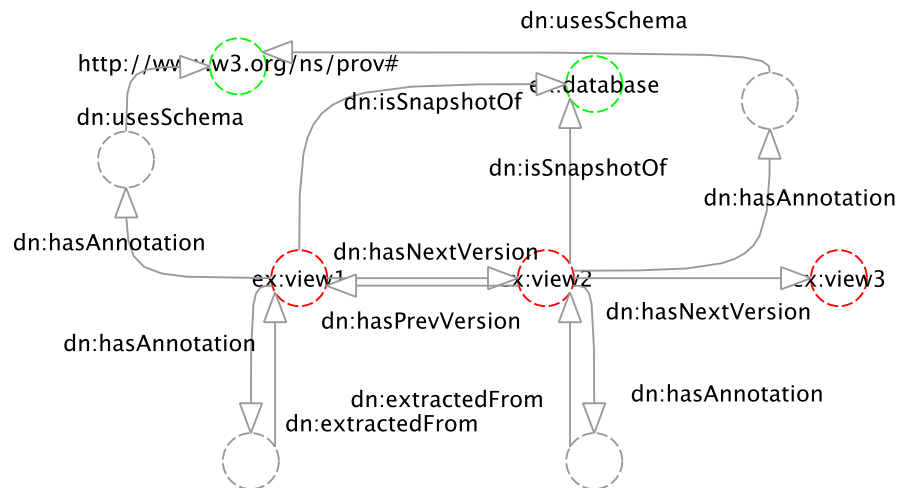 dn:usesSchema
http://www.w3.org/ns/prov#
ex:database
dn:isSnapshotOf
dn:usesSchema
dn:isSnapshotOf
dn:hasAnnotation
dn:hasAnnotation
dn:hasNextVersion
ex:view1
ex:view2
ex:view3
dn:hasNextVersion
dn:hasPrevVersion
dn:hasAnnotation
dn:hasAnnotation
dn:extractedFrom
dn:extractedFrom